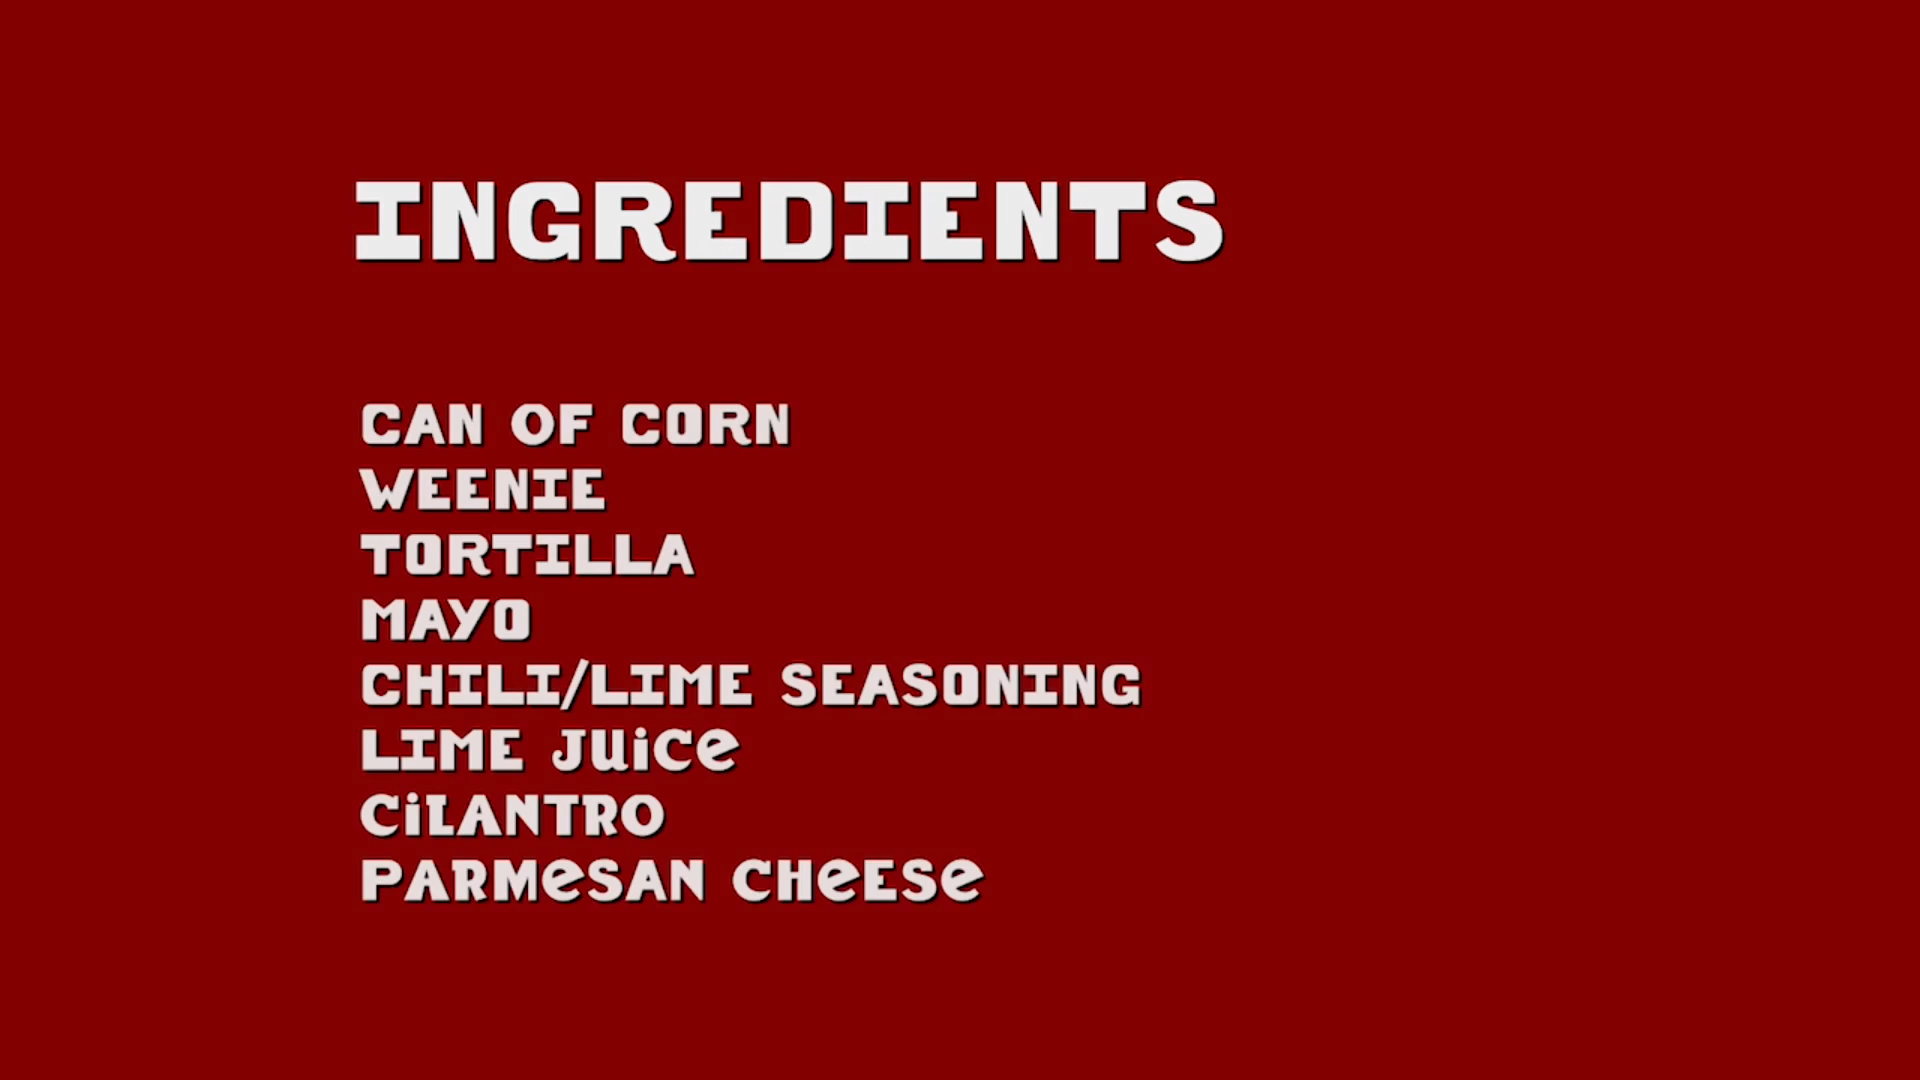 INGREDIENTS
CAN OF CORN
WEENIE
TORTILLA
MAYO
CHILI/LIME SEASONING
LIME Juice
CiLANTRO
PARMeSAN CHeESe